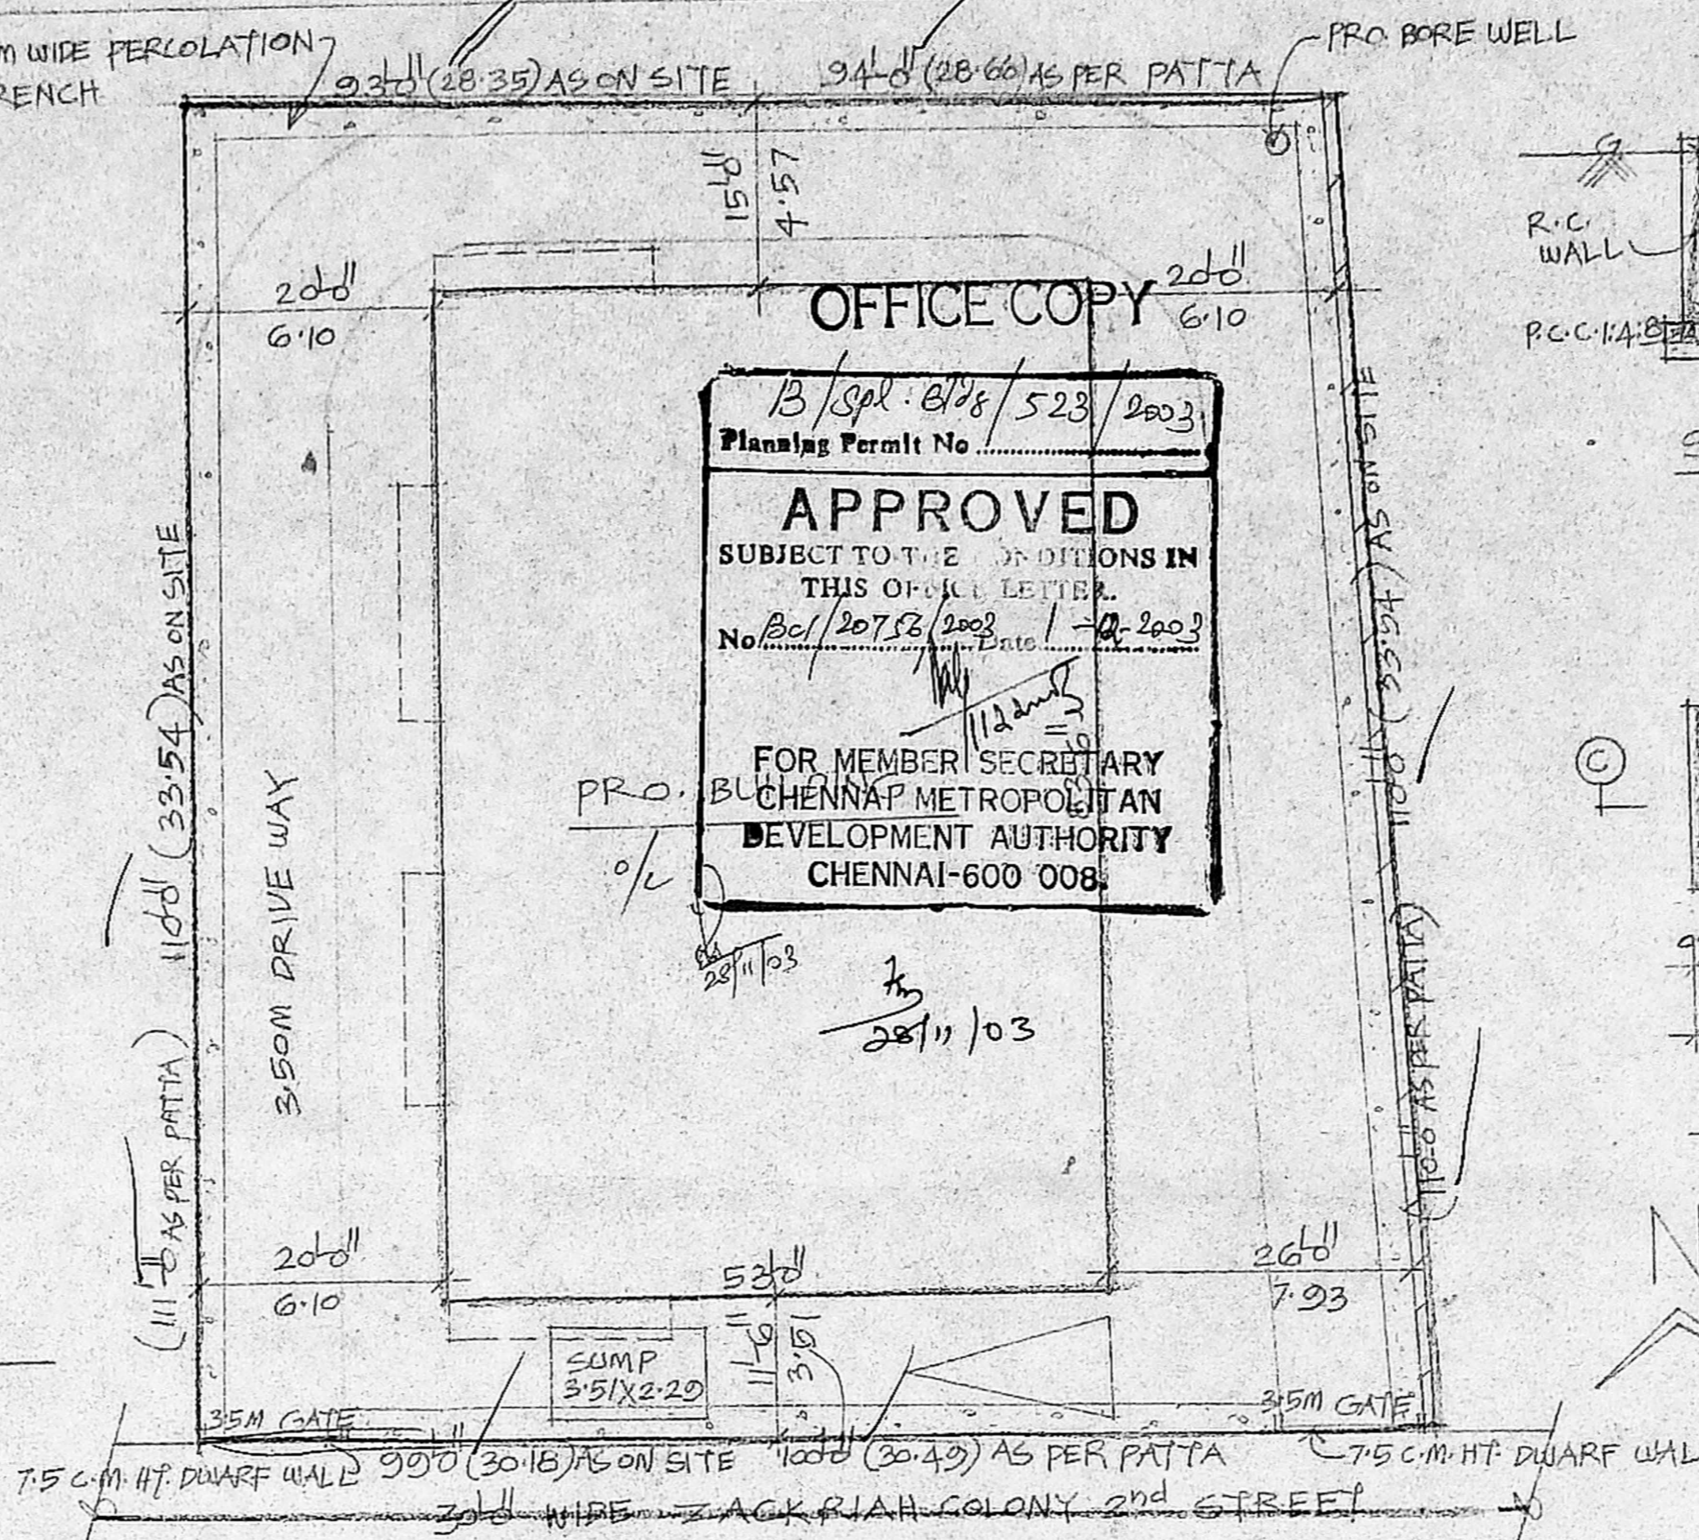 M WIDE PERCOLATION
RENCH
93'-0" (28.35) AS ON SITE
94'-0" (28.66) AS PER PATTA
PRO. BORE WELL
15'-0"
4.57
R.C.
WALL
20'-0"
6.10
20'-0"
6.10
P.C.C 1:4:8
OFFICE COPY
B/Spl. Bldg/523/2003
Planning Permit No
APPROVED
SUBJECT TO THE CONDITIONS IN
THIS OFFICE LETTER.
No Date 2003
FOR MEMBER SECRETARY
CHENNAI METROPOLITAN
DEVELOPMENT AUTHORITY
CHENNAI-600 008.
PRO. BUILDING
28/11/03
28/11/03
110'-0" (33.54) AS ON SITE
(111'-0" AS PER PATTA)
3.50M DRIVE WAY
110'-0" (33.54) AS ON SITE
(110'-0" AS PER PATTA)
C
N
20'-0"
6.10
53'-0"
26'-0"
7.93
11'-6"
3.51
SUMP
3.51X2.29
3.5M GATE
3.5M GATE
7.5 C.M. HT. DWARF WALL
99'-0" (30.18) AS ON SITE
100'-0" (30.49) AS PER PATTA
7.5 C.M. HT. DWARF WAL
30'-0" WIDE ZACKRIAH COLONY 2nd STREET